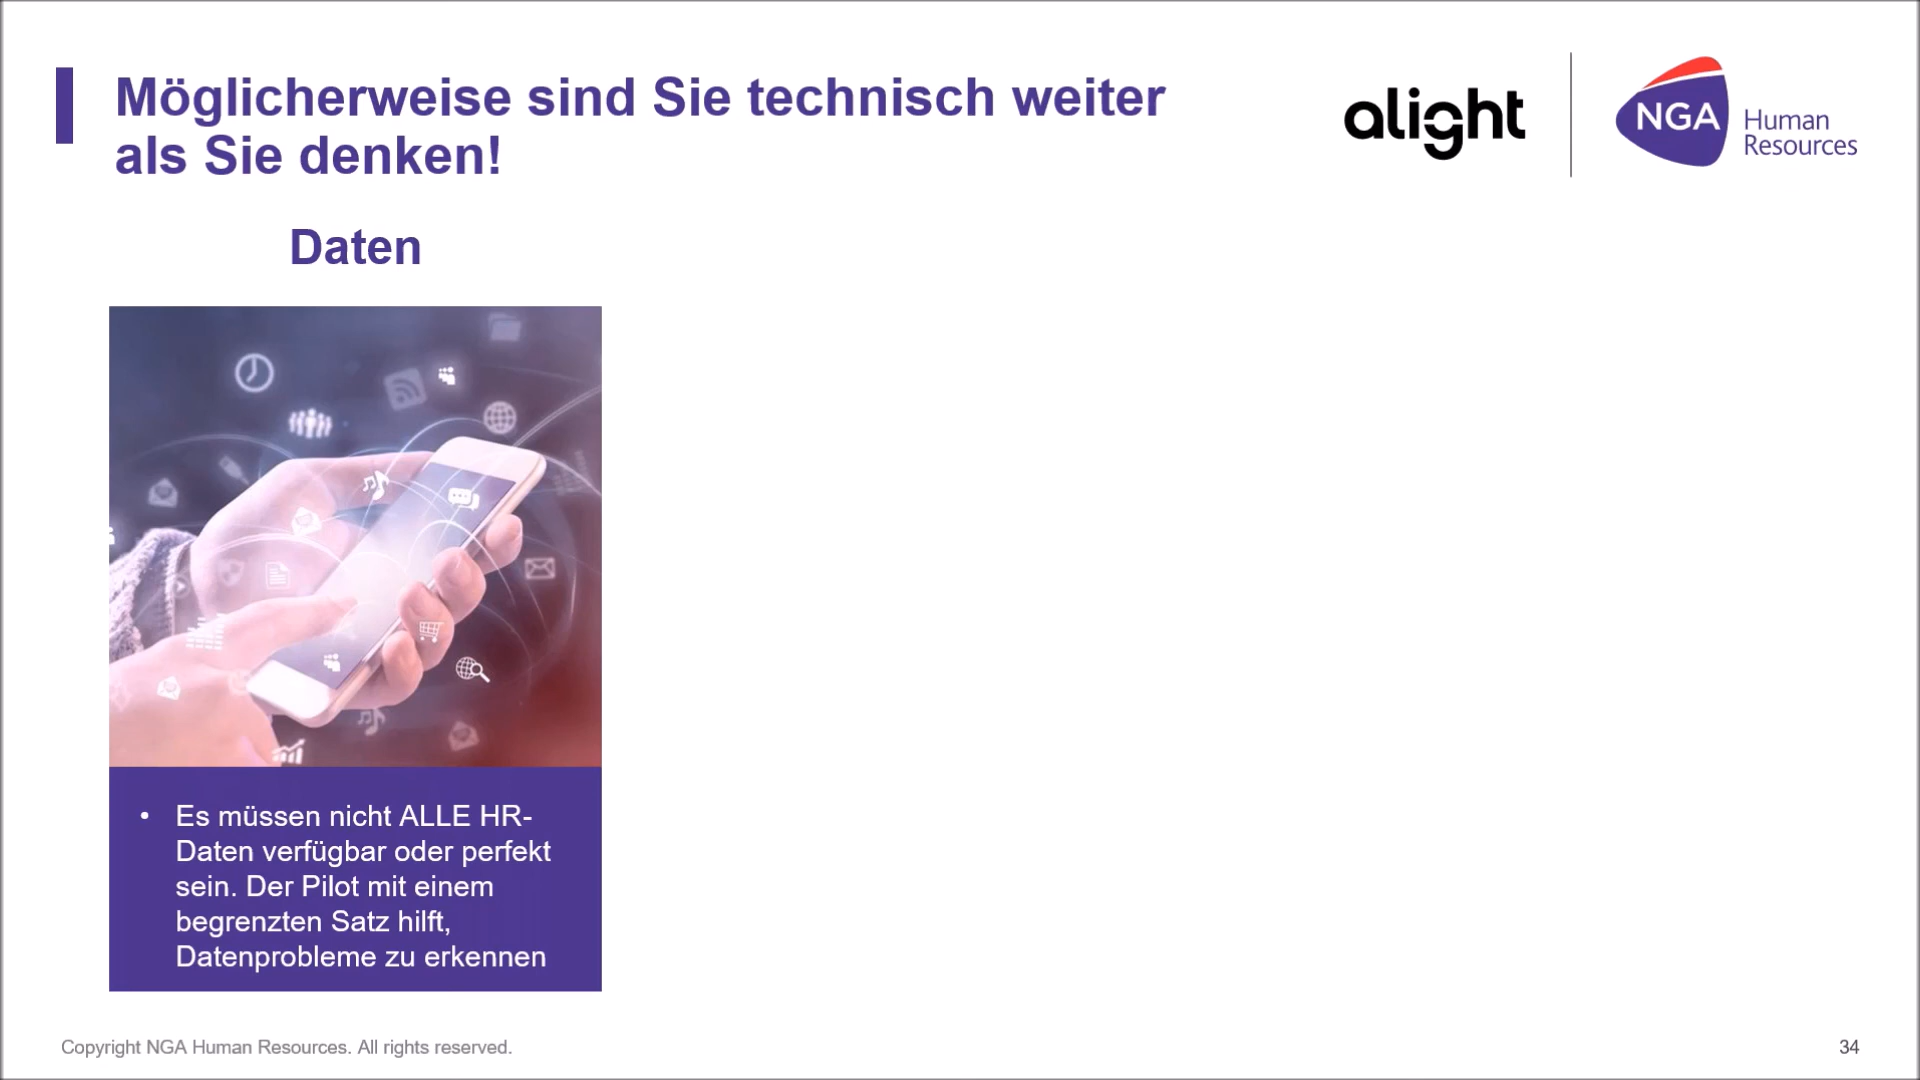 Möglicherweise sind Sie technisch weiter
als Sie denken!
alight
NGA Human
Resources
Daten
• Es müssen nicht ALLE HR-
Daten verfügbar oder perfekt
sein. Der Pilot mit einem
begrenzten Satz hilft,
Datenprobleme zu erkennen
Copyright NGA Human Resources. All rights reserved.
34